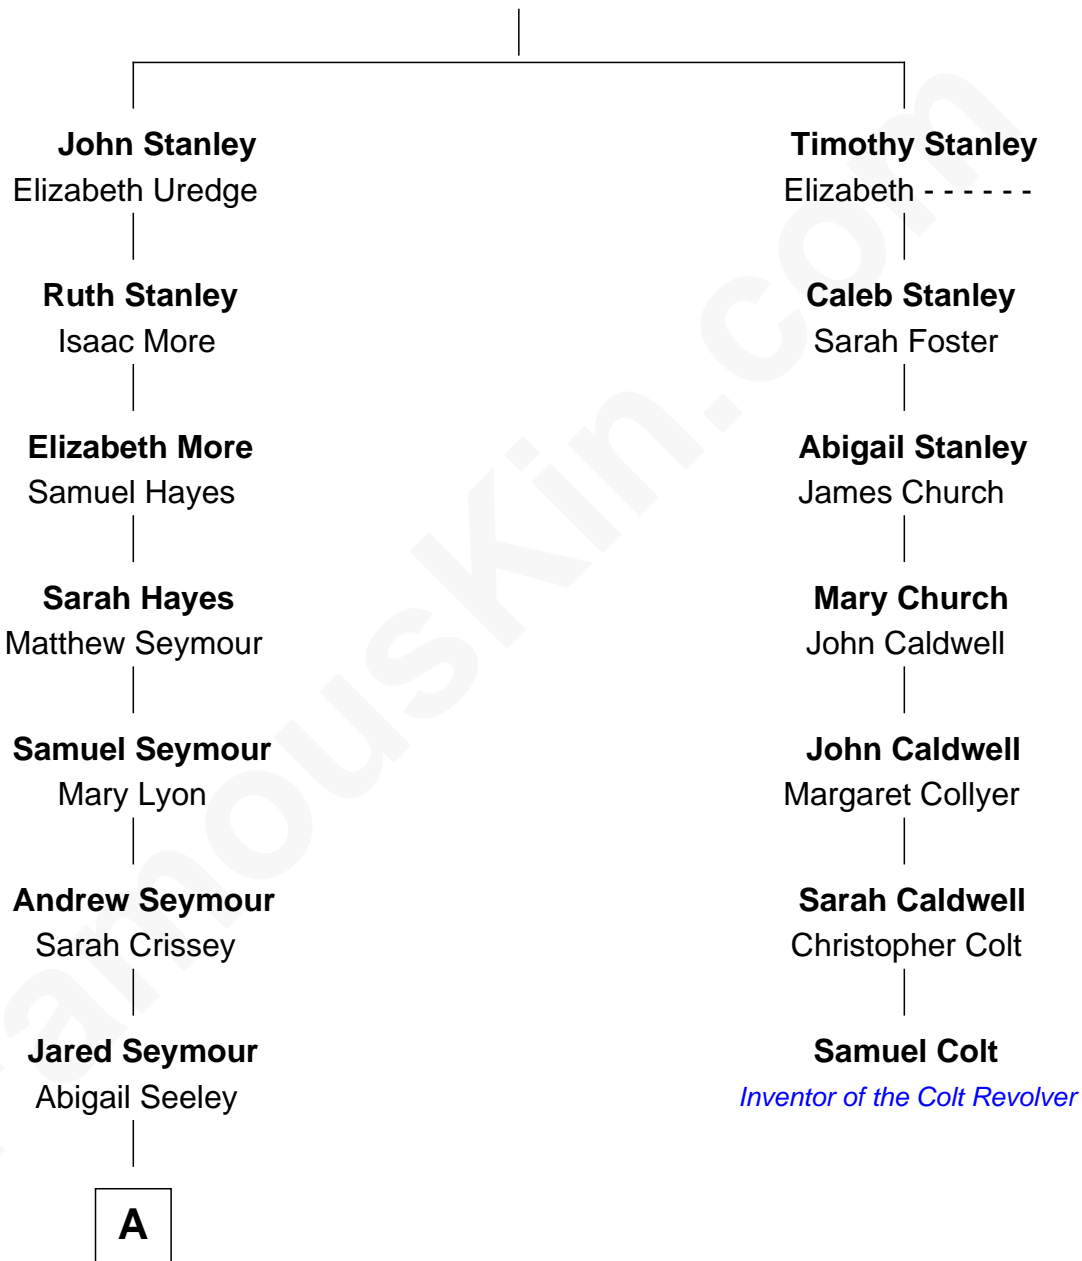 John Stanley
Elizabeth Uredge
Timothy Stanley
Elizabeth - - - - - -
Ruth Stanley
Isaac More
Caleb Stanley
Sarah Foster
Elizabeth More
Samuel Hayes
Abigail Stanley
James Church
Sarah Hayes
Matthew Seymour
Mary Church
John Caldwell
Samuel Seymour
Mary Lyon
John Caldwell
Margaret Collyer
Andrew Seymour
Sarah Crissey
Sarah Caldwell
Christopher Colt
Jared Seymour
Abigail Seeley
Samuel Colt
Inventor of the Colt Revolver
A
FamousKin.com